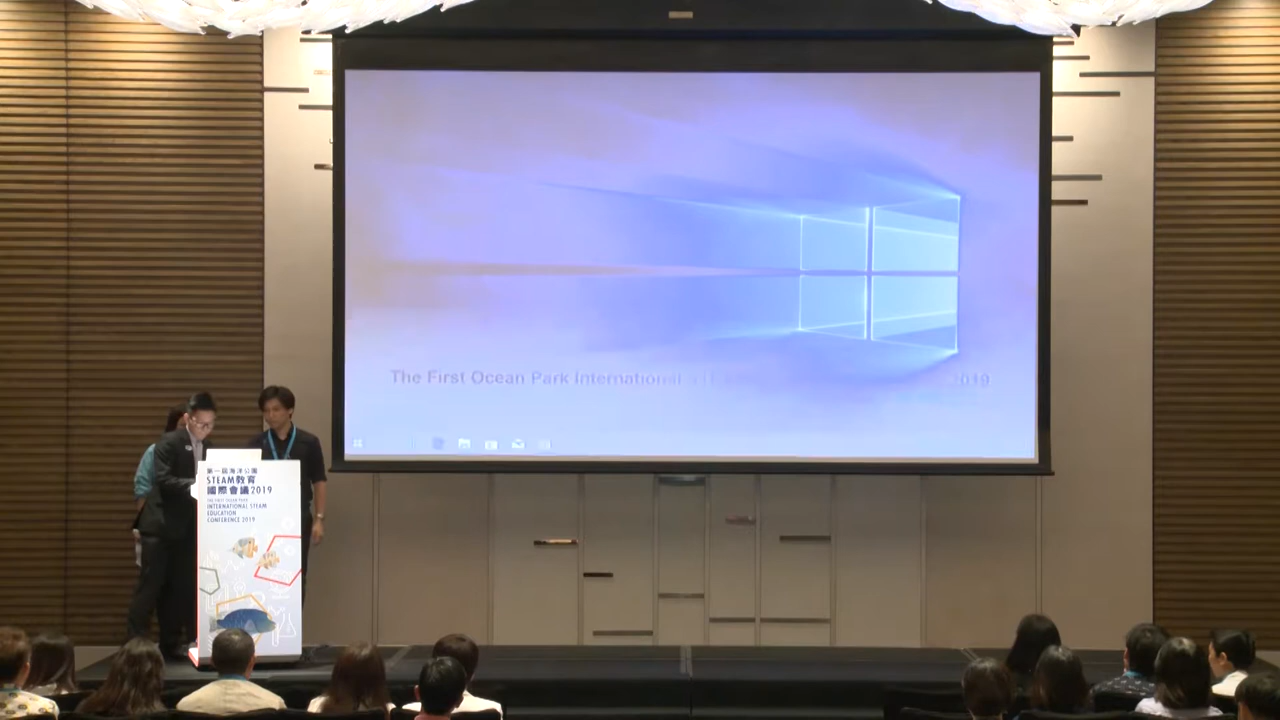 The First Ocean Park International
2019
第一屆海洋公園
STEAM教育
國際會議2019
THE FIRST OCEAN PARK
INTERNATIONAL STEAM
EDUCATION
CONFERENCE 2019